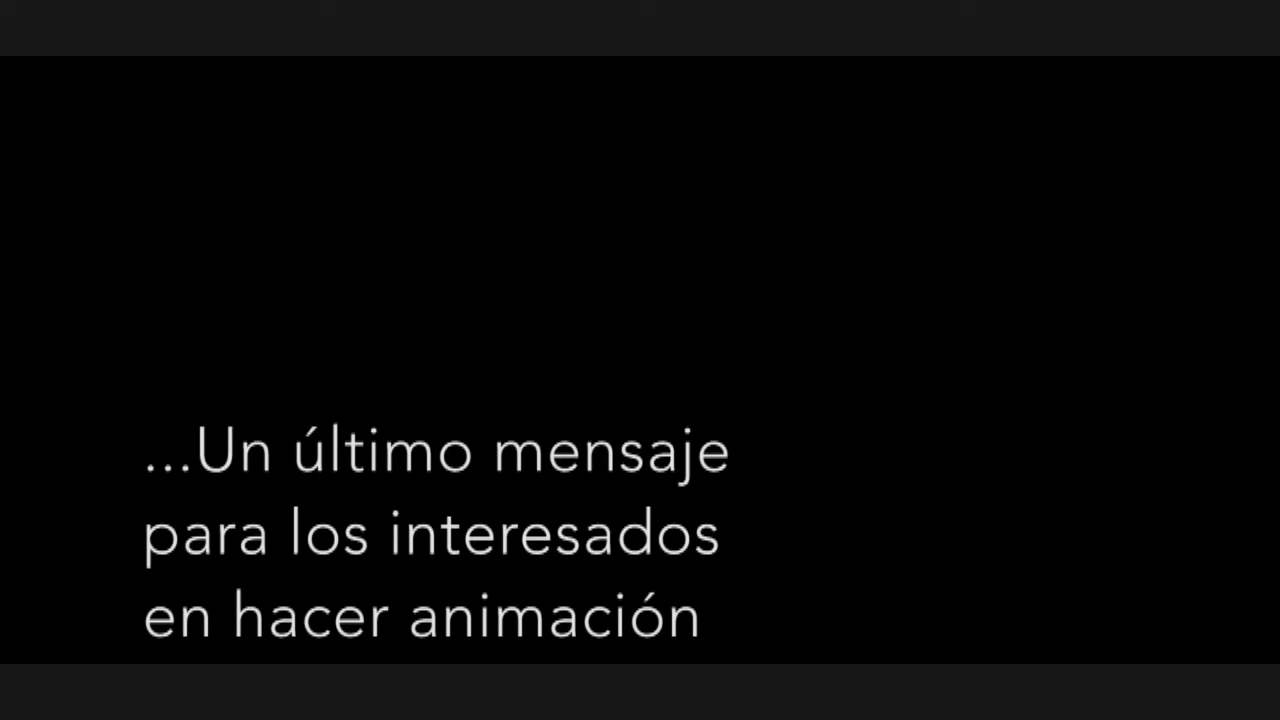 ...Un último mensaje
para los interesados
en hacer animación